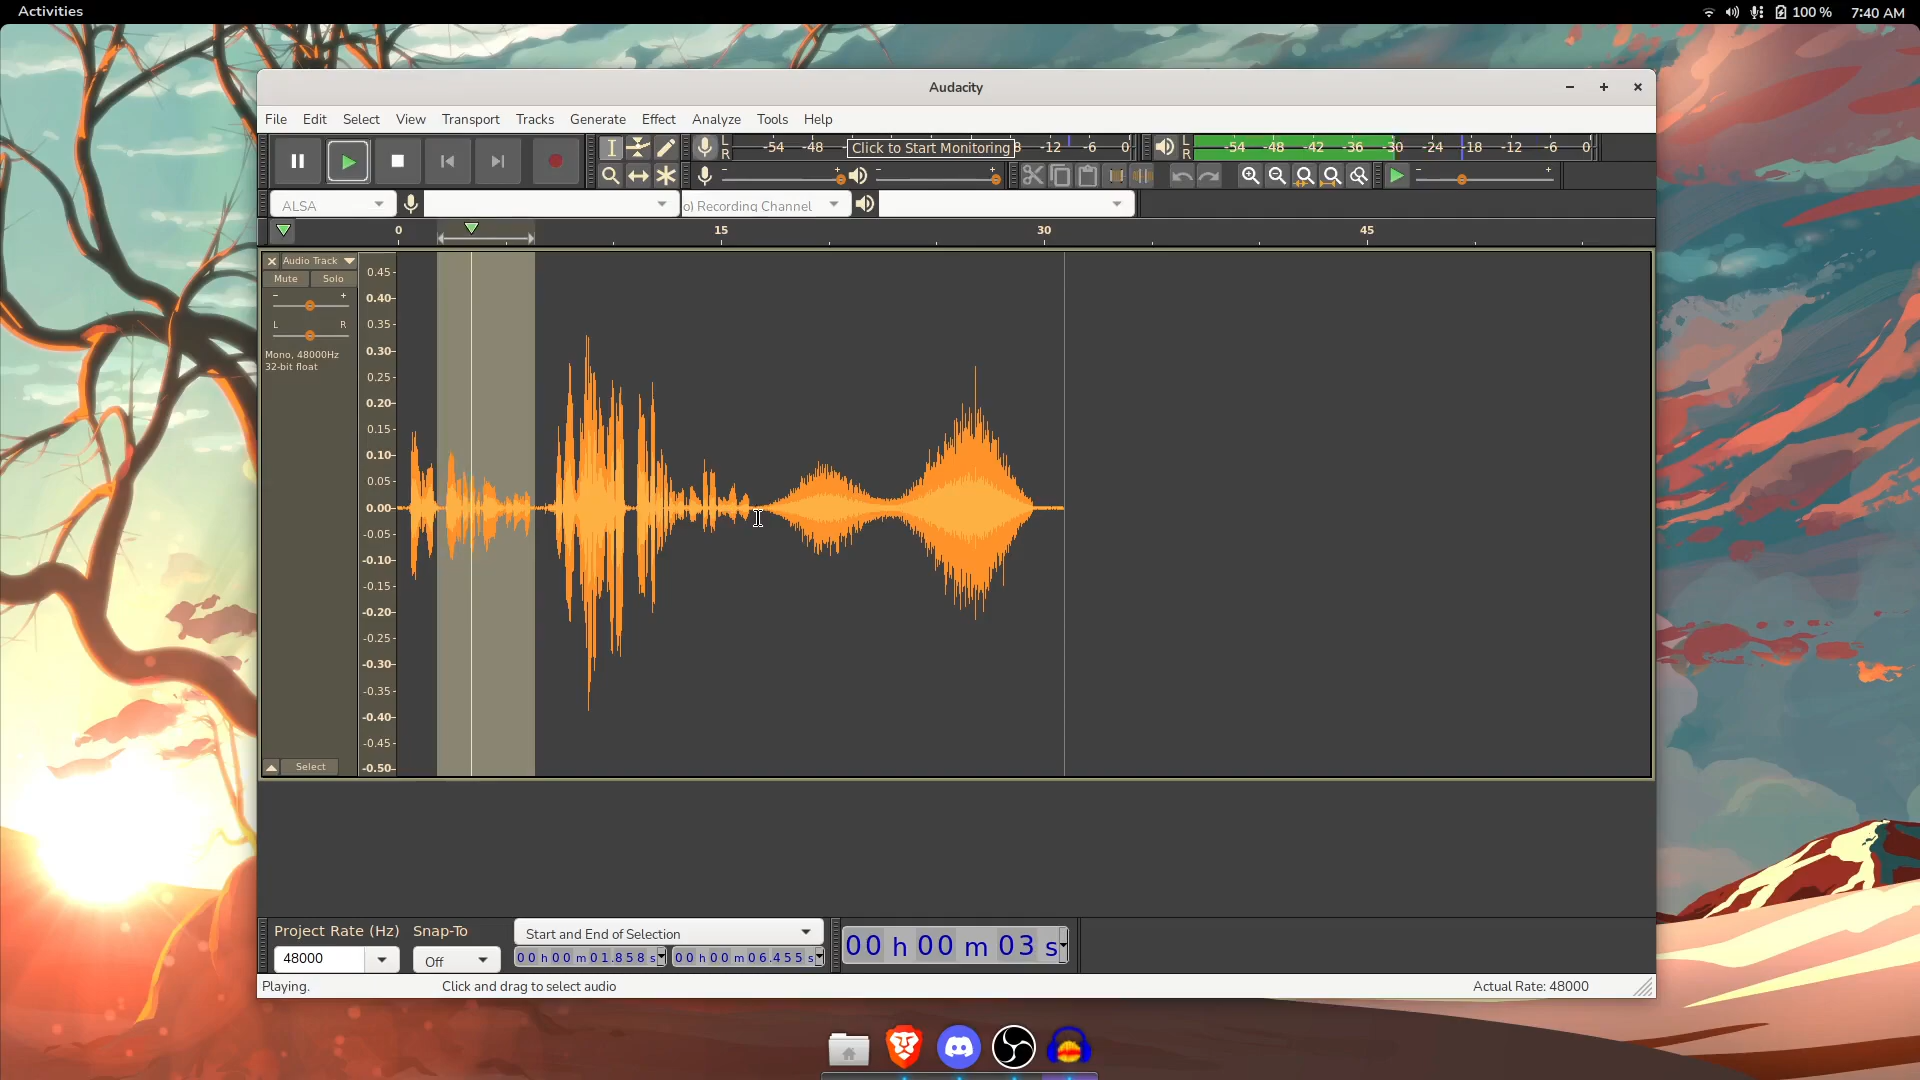 Activities
100 %
7:40 AM
Audacity
File Edit Select View Transport Tracks Generate Effect Analyze Tools Help
L
R
-54 -48 Click to Start Monitoring 8 -12 -6 0
L
R
-54 -48 -42 -36 -30 -24 -18 -12 -6 0
- + - +
- +
ALSA
o) Recording Channel
0 15 30 45
Audio Track
Mute Solo
- +
L R
Mono, 48000Hz
32-bit float
Select
0.45
0.40
0.35
0.30
0.25
0.20
0.15
0.10
0.05
0.00
-0.05
-0.10
-0.15
-0.20
-0.25
-0.30
-0.35
-0.40
-0.45
-0.50
Project Rate (Hz) Snap-To
Start and End of Selection
48000
Off
00 h 00 m 01.858 s
00 h 00 m 06.455 s
00 h 00 m 03 s
Playing.
Click and drag to select audio
Actual Rate: 48000